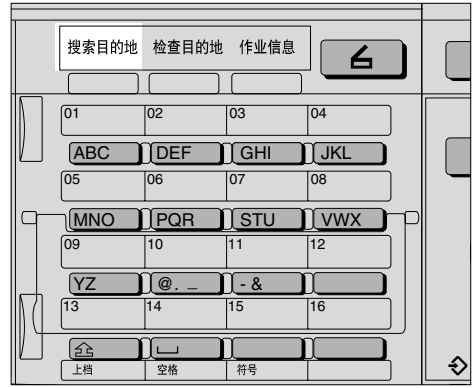 搜索目的地 检查目的地 作业信息
01 02 03 04
ABC DEF GHI JKL
05 06 07 08
MNO PQR STU VWX
09 10 11 12
YZ @. _ - &
13 14 15 16
上档 空格 符号